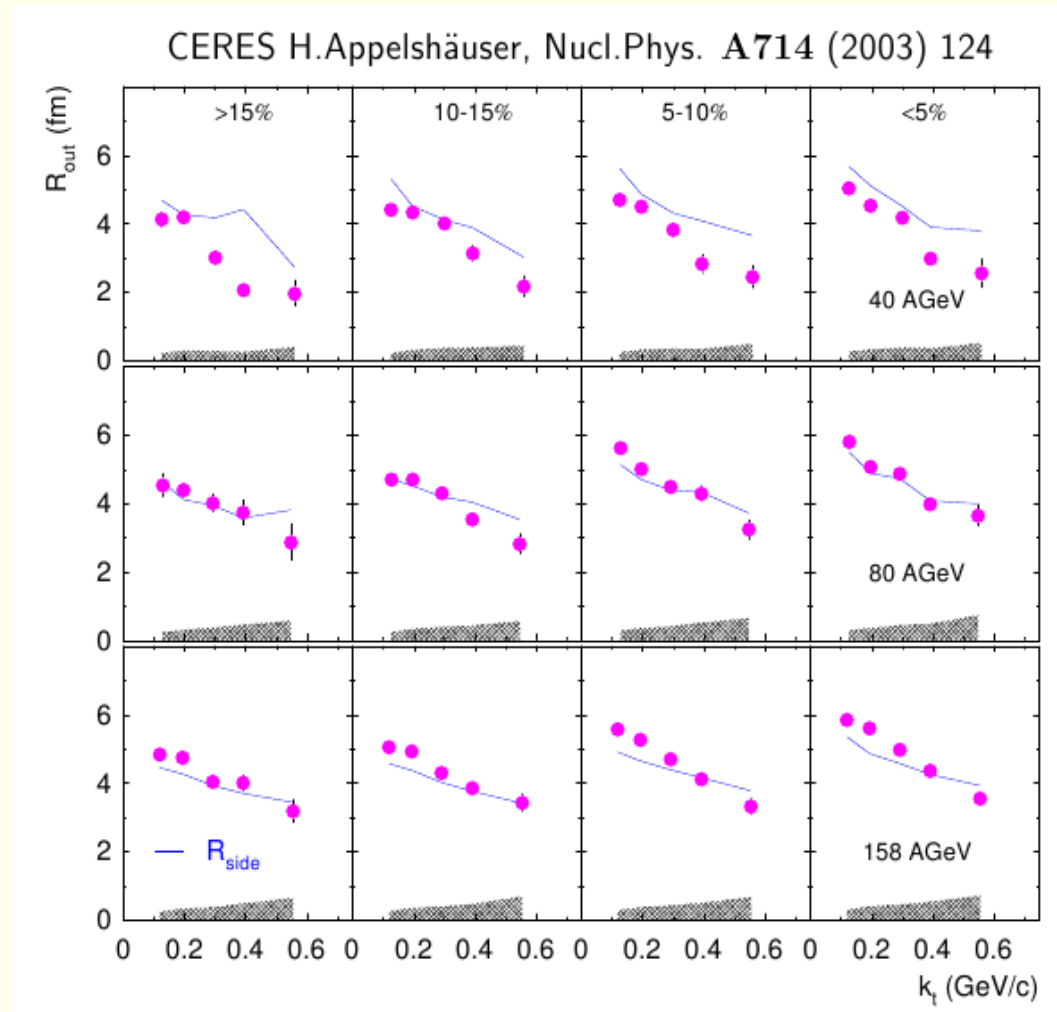 CERES H.Appelshäuser, Nucl.Phys. A714 (2003) 124
R_out (fm)
>15% 10-15% 5-10% <5%
6
4
2
0
40 AGeV
6
4
2
0
80 AGeV
6
4
2
0
R_side
158 AGeV
0 0.2 0.4 0.6 0 0.2 0.4 0.6 0 0.2 0.4 0.6 0 0.2 0.4 0.6
k_t (GeV/c)